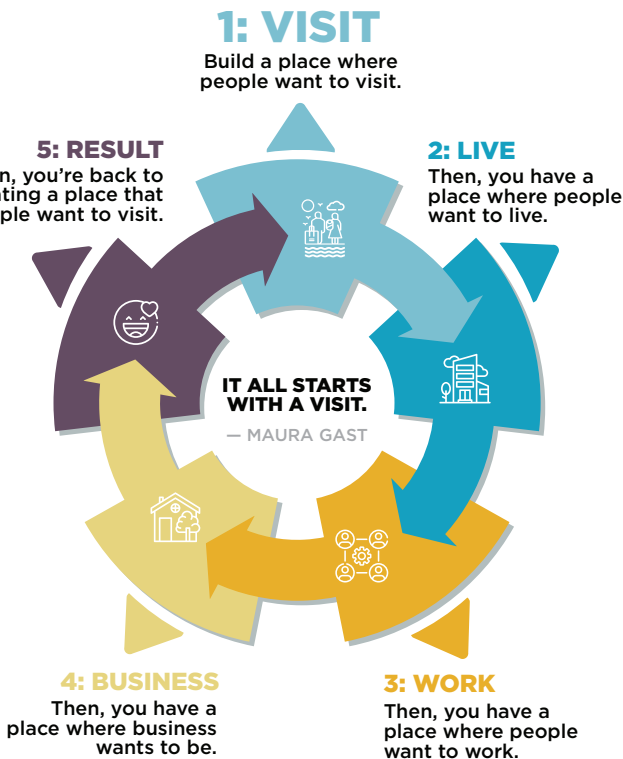 1: VISIT
Build a place where
people want to visit.
2: LIVE
Then, you have a
place where people
want to live.
3: WORK
Then, you have a
place where people
want to work.
4: BUSINESS
Then, you have a
place where business
wants to be.
5: RESULT
you're back to
a place that
want to visit.
IT ALL STARTS
WITH A VISIT.
— MAURA GAST